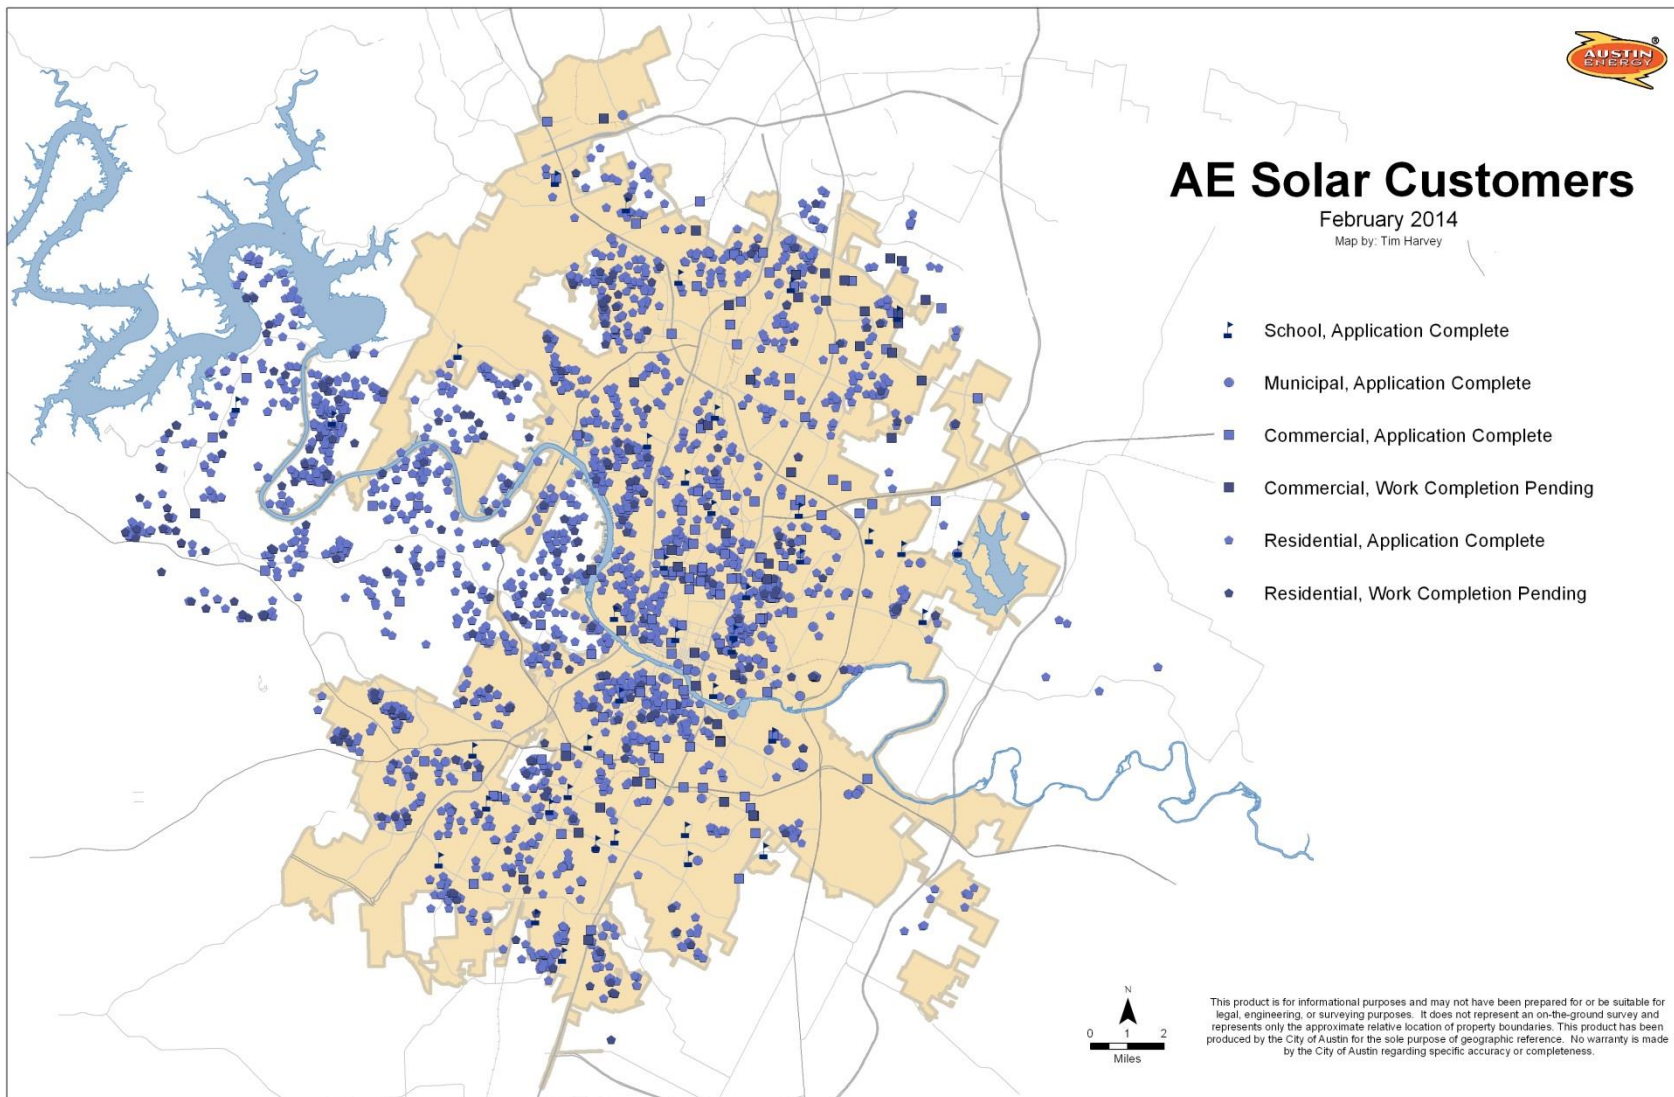 AUSTIN
ENERGY
®
AE Solar Customers
February 2014
Map by: Tim Harvey
School, Application Complete
Municipal, Application Complete
Commercial, Application Complete
Commercial, Work Completion Pending
Residential, Application Complete
Residential, Work Completion Pending
N
0 1 2
Miles
This product is for informational purposes and may not have been prepared for or be suitable for
legal, engineering, or surveying purposes. It does not represent an on-the-ground survey and
represents only the approximate relative location of property boundaries. This product has been
produced by the City of Austin for the sole purpose of geographic reference. No warranty is made
by the City of Austin regarding specific accuracy or completeness.